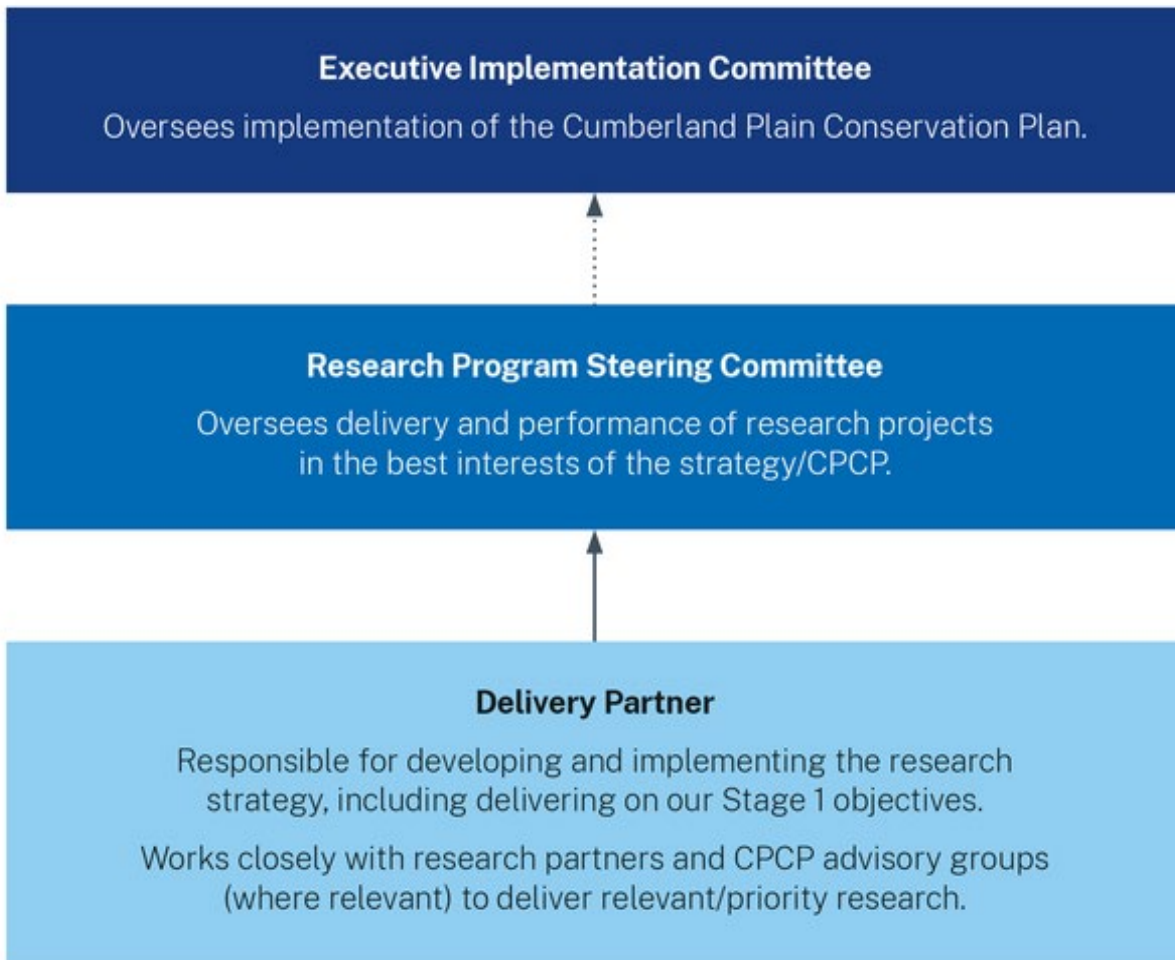 Executive Implementation Committee
Oversees implementation of the Cumberland Plain Conservation Plan.
Research Program Steering Committee
Oversees delivery and performance of research projects
in the best interests of the strategy/CPCP.
Delivery Partner
Responsible for developing and implementing the research
strategy, including delivering on our Stage 1 objectives.
Works closely with research partners and CPCP advisory groups
(where relevant) to deliver relevant/priority research.